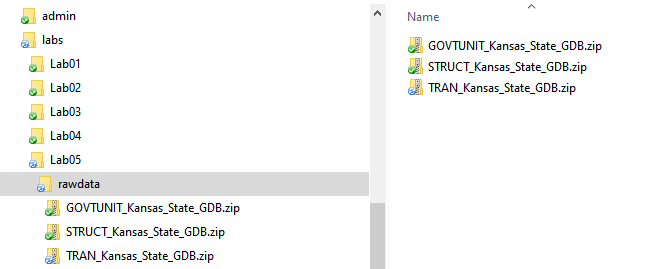 admin
labs
Lab01
Lab02
Lab03
Lab04
Lab05
rawdata
GOVTUNIT_Kansas_State_GDB.zip
STRUCT_Kansas_State_GDB.zip
TRAN_Kansas_State_GDB.zip
Name
GOVTUNIT_Kansas_State_GDB.zip
STRUCT_Kansas_State_GDB.zip
TRAN_Kansas_State_GDB.zip